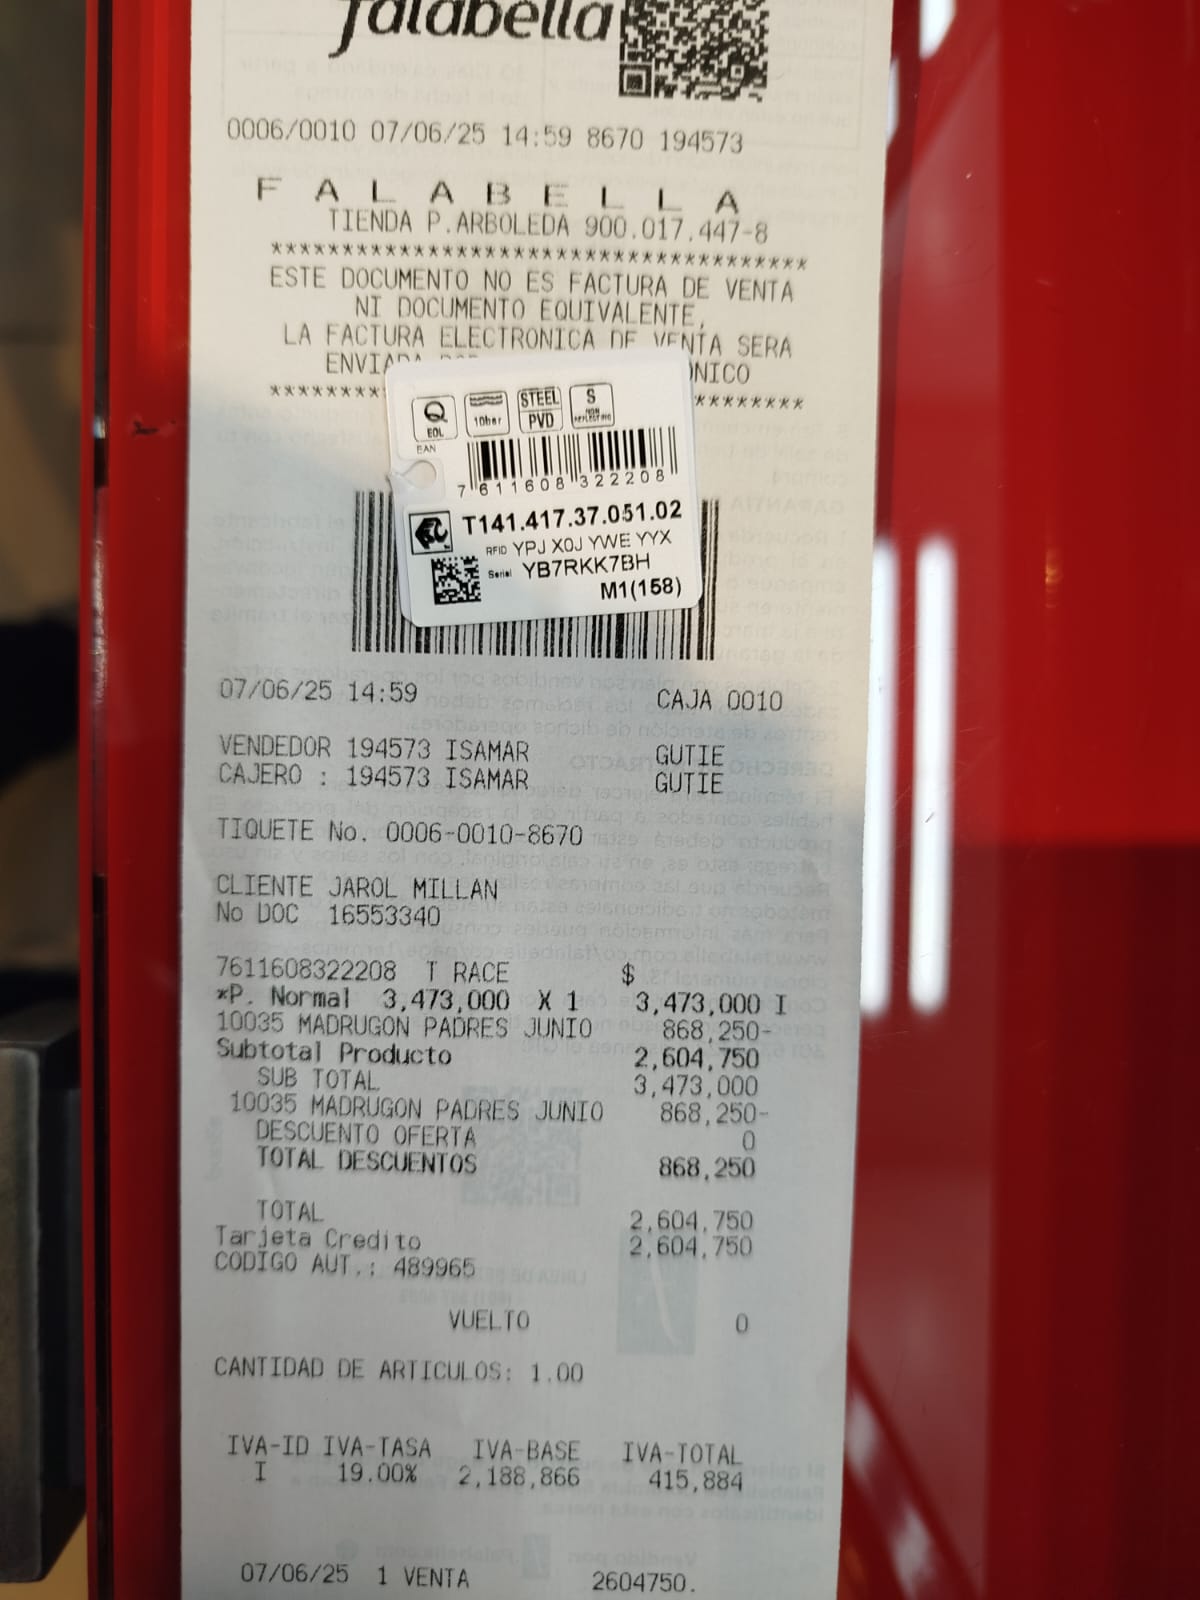 falabella
0006/0010 07/06/25 14:59 8670 194573
F A L A B E L L A
TIENDA P.ARBOLEDA 900.017.447-8
****************************************
ESTE DOCUMENTO NO ES FACTURA DE VENTA
NI DOCUMENTO EQUIVALENTE,
LA FACTURA ELECTRONICA DE VENTA SERA
Q EOL
10bar
STEEL PVD
S NON REFLECTING
EAN
7 611608 322208
T141.417.37.051.02
RFID YPJ X0J YWE YYX
Serial YB7RKK7BH
M1(158)
07/06/25 14:59 CAJA 0010
VENDEDOR 194573 ISAMAR GUTIE
CAJERO : 194573 ISAMAR GUTIE
TIQUETE No. 0006-0010-8670
CLIENTE JAROL MILLAN
No DOC 16553340
7611608322208 T RACE $
*P. Normal 3,473,000 X 1 3,473,000 I
10035 MADRUGON PADRES JUNIO 868,250-
Subtotal Producto 2,604,750
SUB TOTAL 3,473,000
10035 MADRUGON PADRES JUNIO 868,250-
DESCUENTO OFERTA 0
TOTAL DESCUENTOS 868,250
TOTAL 2,604,750
Tarjeta Credito 2,604,750
CODIGO AUT.: 489965
VUELTO 0
CANTIDAD DE ARTICULOS: 1.00
IVA-ID IVA-TASA IVA-BASE IVA-TOTAL
I 19.00% 2,188,866 415,884
07/06/25 1 VENTA 2604750.